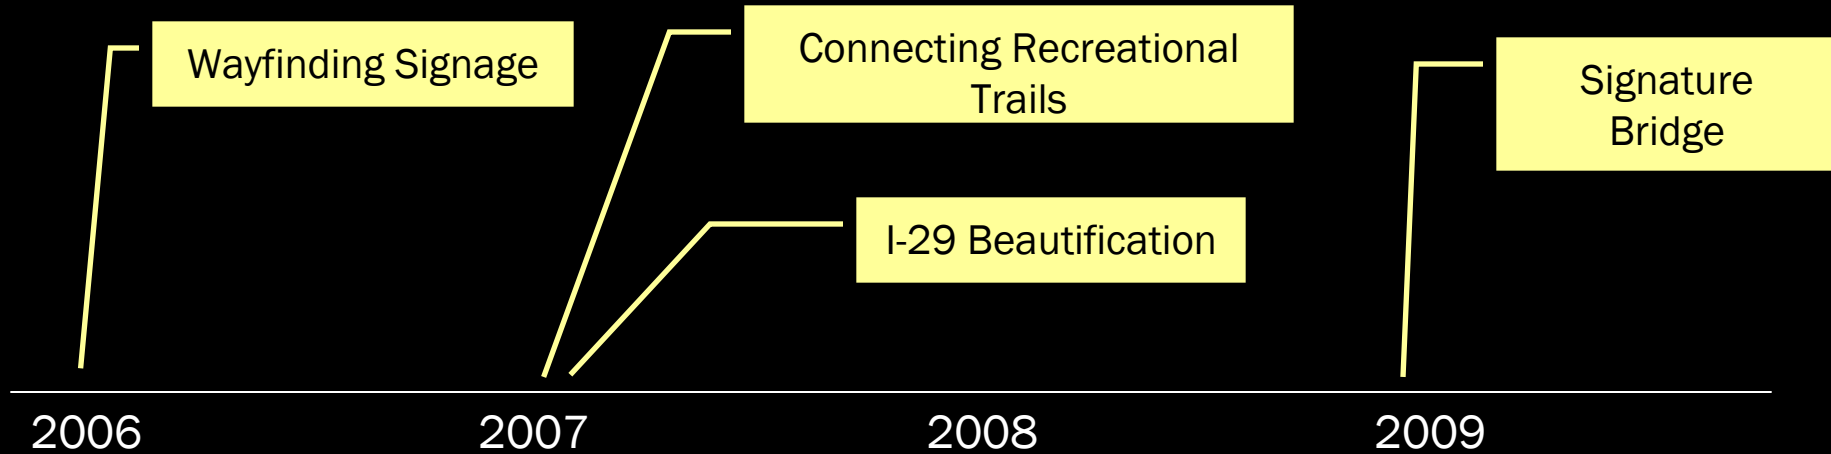 Wayfinding Signage
Connecting Recreational
Trails
Signature
Bridge
I-29 Beautification
2006
2007
2008
2009